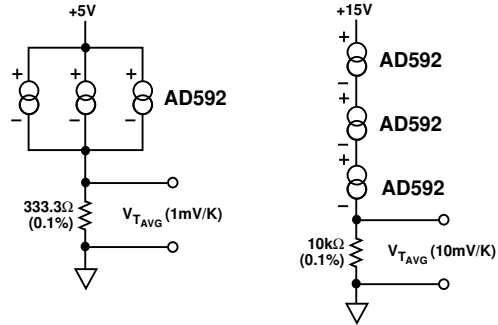 +5V
+
+
+
AD592
–
–
–
333.3Ω
(0.1%)
VTAVG (1mV/K)
+15V
+
AD592
–
+
AD592
–
+
AD592
–
10kΩ
(0.1%)
VTAVG (10mV/K)